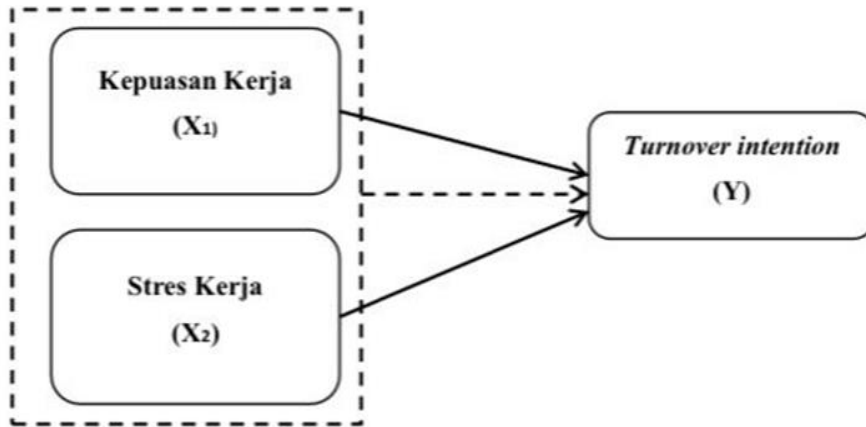 Kepuasan Kerja
(X1)
Turnover intention
(Y)
Stres Kerja
(X2)